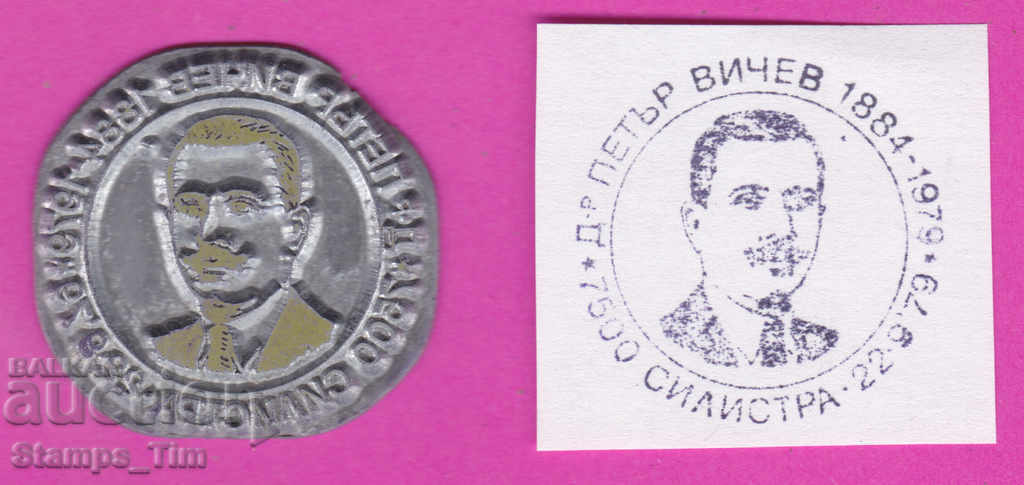 Д-Р ПЕТЪР ВИЧЕВ 1884-1979 * 22·9·79
* 7500 СИЛИСТРА ·
BALKAN
auction
Stamps_Tim